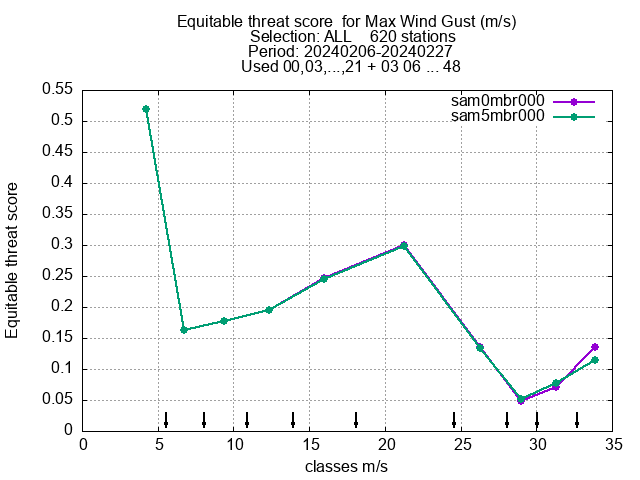 Equitable threat score  for Max Wind Gust (m/s)
Selection: ALL    620 stations
Period: 20240206-20240227
Used 00,03,...,21 + 03 06 ... 48
sam0mbr000
sam5mbr000
0.55
0.5
0.45
0.4
0.35
0.3
0.25
0.2
0.15
0.1
0.05
0
Equitable threat score
0 5 10 15 20 25 30 35
classes m/s